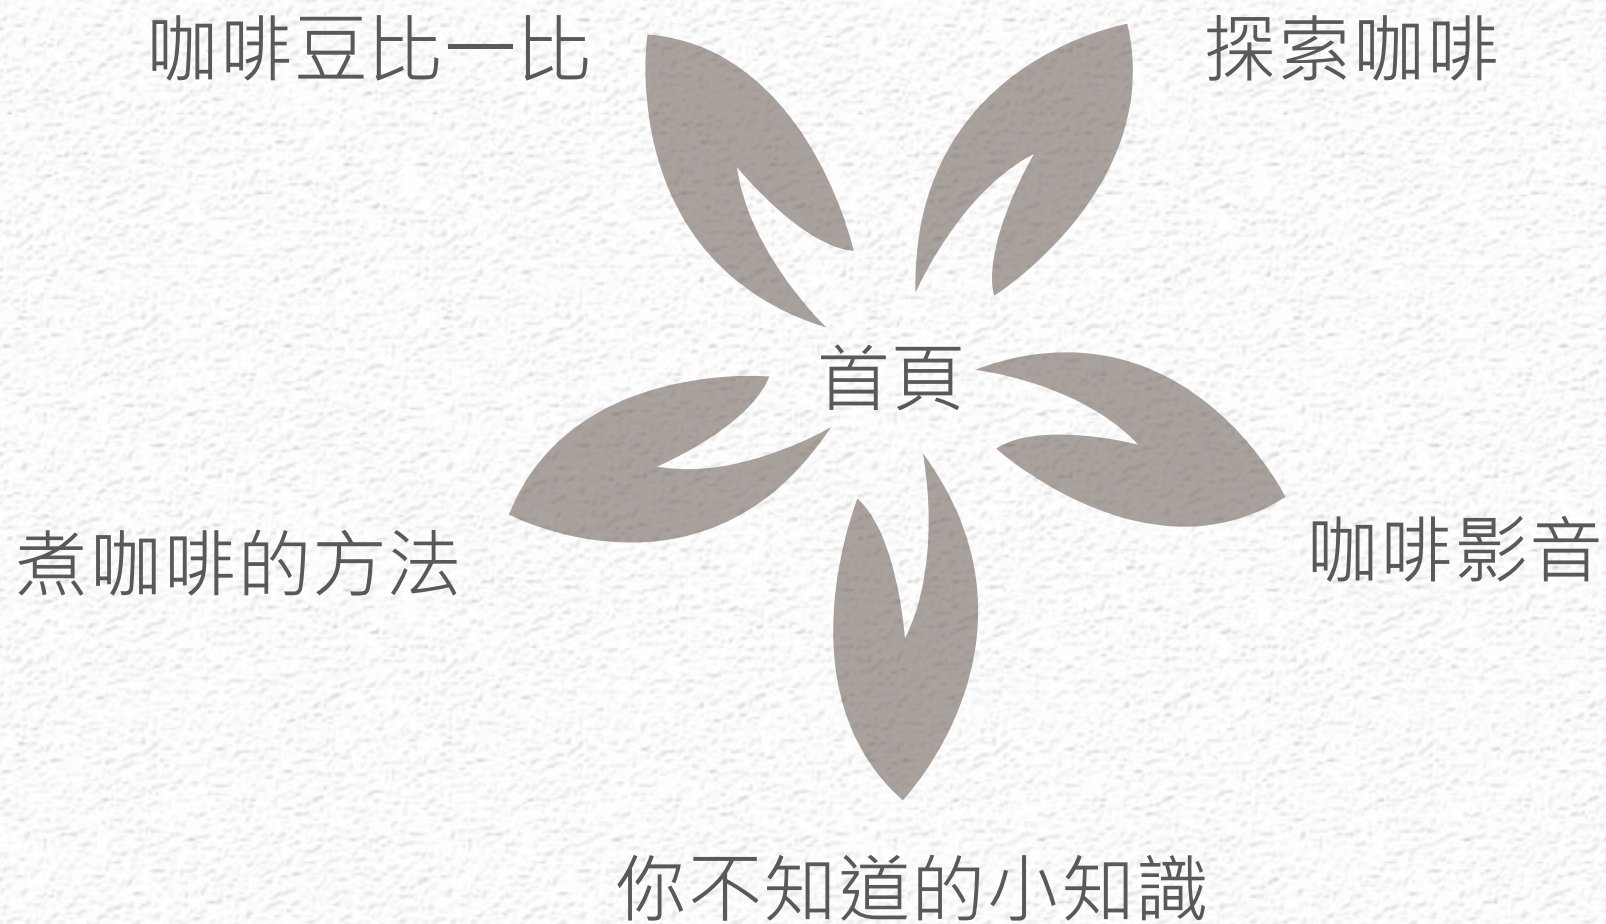 咖啡豆比一比
探索咖啡
首頁
煮咖啡的方法
咖啡影音
你不知道的小知識